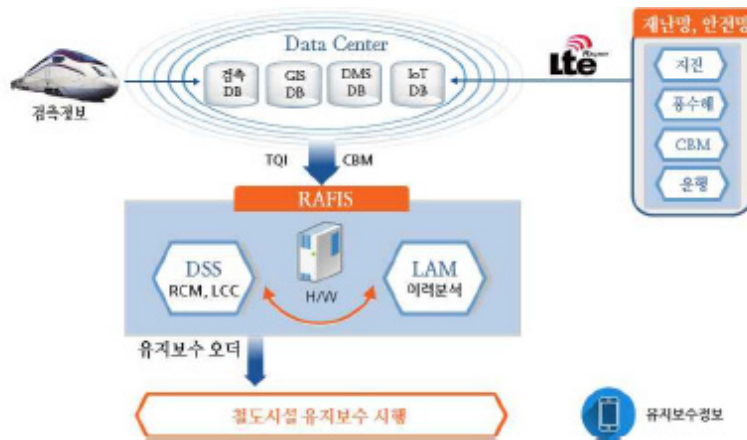 Data Center
검측
DB
GIS
DB
DMS
DB
IoT
DB
검측정보
Lte
재난망, 안전망
지진
풍수해
CBM
운행
TQI
CBM
RAFIS
DSS
RCM, LCC
H/W
LAM
이력분석
유지보수 오더
철도시설 유지보수 시행
유지보수정보